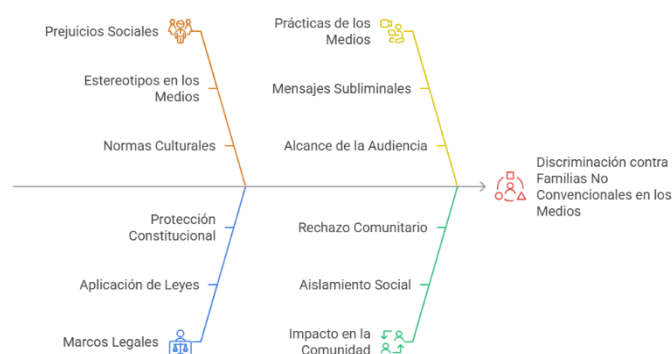 Prejuicios Sociales
Estereotipos en los
Medios
Normas Culturales
Prácticas de los
Medios
Mensajes Subliminales
Alcance de la Audiencia
Discriminación contra
Familias No
Convencionales en los
Medios
Protección
Constitucional
Aplicación de Leyes
Marcos Legales
Rechazo Comunitario
Aislamiento Social
Impacto en la
Comunidad